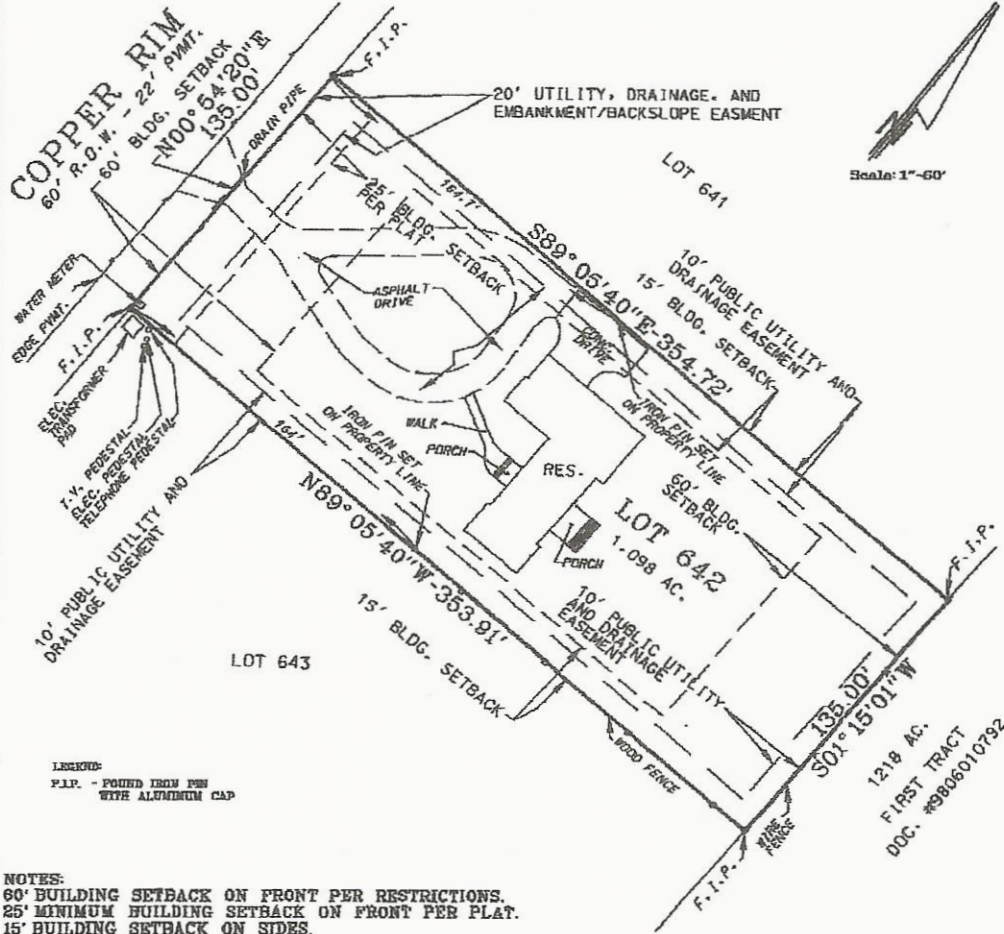 COPPER RIM
60' R.O.W. - 22' PVMT.
60' BLDG. SETBACK
N00°54'20"E
135.00'
DRAIN PIPE
F.I.P.
20' UTILITY, DRAINAGE. AND
EMBANKMENT/BACKSLOPE EASMENT
LOT 641
Scale: 1"-60'
25' BLDG. SETBACK
PER PLAT
164.7'
S89°05'40"E-354.72'
10' PUBLIC UTILITY AND
DRAINAGE EASEMENT
15' BLDG. SETBACK
WATER METER
EDGE PVMT.
F.I.P.
ELEC.
TRANSFORMER
PAD
T.V. PEDESTAL
ELEC. PEDESTAL
TELEPHONE PEDESTAL
ASPHALT
DRIVE
CONC.
DRIVE
IRON PIN SET
ON PROPERTY LINE
WALK
PORCH
RES.
164'
IRON PIN SET
ON PROPERTY LINE
60' BLDG.
SETBACK
LOT 642
1.098 AC.
PORCH
N89°05'40"W-353.91'
10' PUBLIC UTILITY AND
DRAINAGE EASEMENT
10' PUBLIC UTILITY
AND DRAINAGE
EASEMENT
15' BLDG. SETBACK
LOT 643
F.I.P.
135.00'
S01°15'01"W
1218 AC.
FIRST TRACT
DOC. #9806010792
WOOD FENCE
WIRE
FENCE
F.I.P.
LEGEND:
F.I.P. - FOUND IRON PIN
WITH ALUMINUM CAP
NOTES:
60' BUILDING SETBACK ON FRONT PER RESTRICTIONS.
25' MINIMUM BUILDING SETBACK ON FRONT PER PLAT.
15' BUILDING SETBACK ON SIDES.